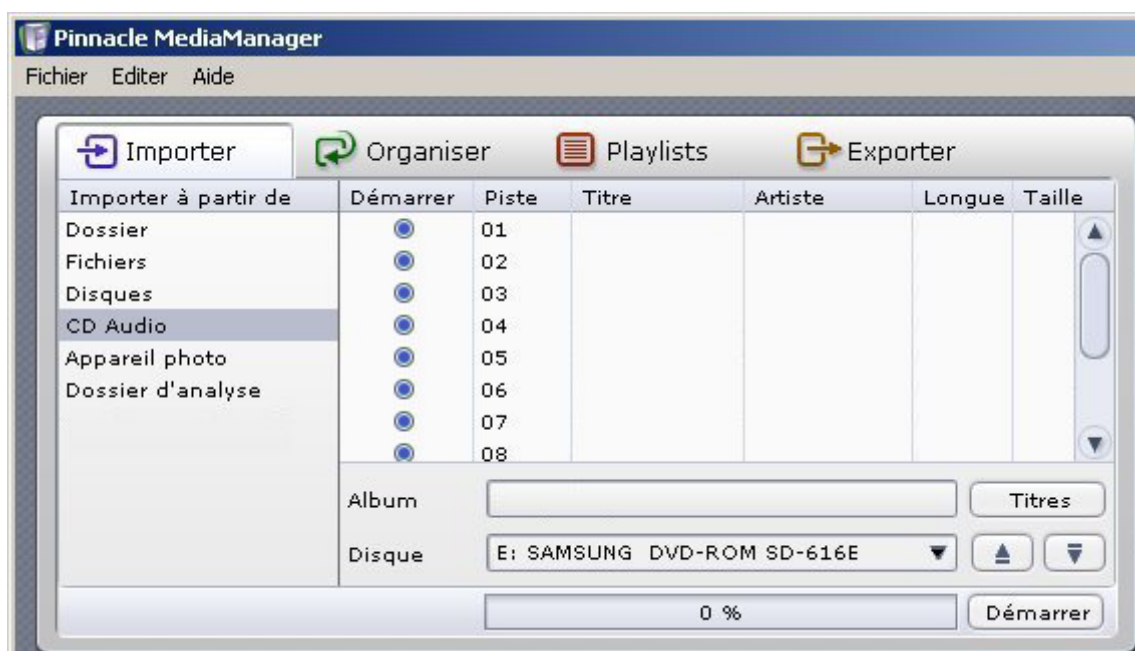 Pinnacle MediaManager
Fichier Editer Aide
Importer Organiser Playlists Exporter
Importer à partir de Démarrer Piste Titre Artiste Longue Taille
Dossier 01
Fichiers 02
Disques 03
CD Audio 04
Appareil photo 05
Dossier d'analyse 06
07
08
Album Titres
Disque E: SAMSUNG DVD-ROM SD-616E
0 % Démarrer